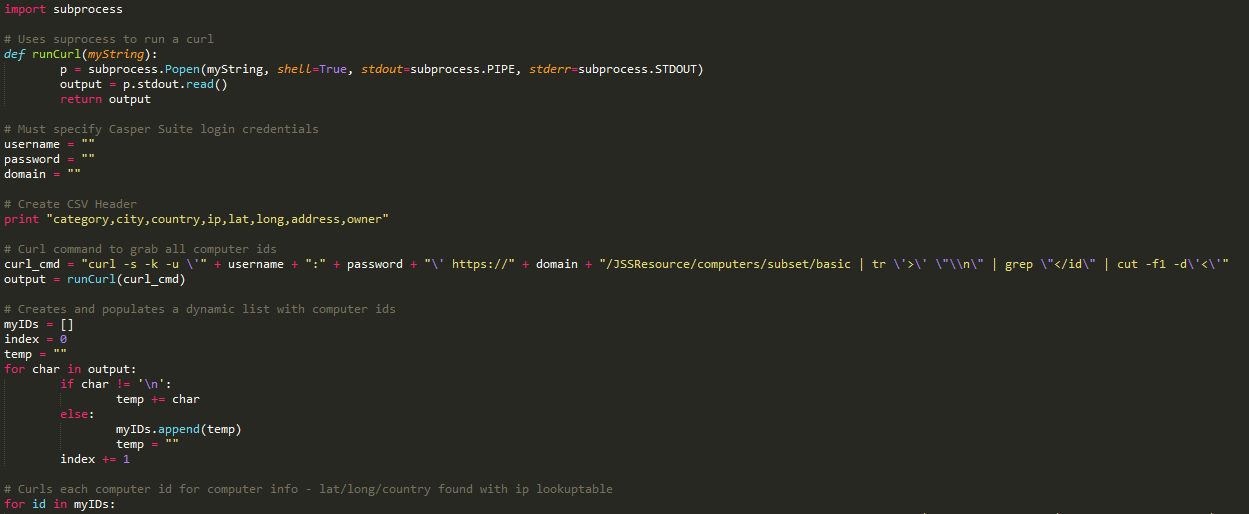 import subprocess
# Uses suprocess to run a curl
def runCurl(myString):
p = subprocess.Popen(myString, shell=True, stdout=subprocess.PIPE, stderr=subprocess.STDOUT)
output = p.stdout.read()
return output
# Must specify Casper Suite login credentials
username = ""
password = ""
domain = ""
# Create CSV Header
print "category,city,country,ip,lat,long,address,owner"
# Curl command to grab all computer ids
curl_cmd = "curl -s -k -u \'" + username + ":" + password + "\' https://" + domain + "/JSSResource/computers/subset/basic | tr \'>\' \"\\n\" | grep \"</id\" | cut -f1 -d\'<\'"
output = runCurl(curl_cmd)
# Creates and populates a dynamic list with computer ids
myIDs = []
index = 0
temp = ""
for char in output:
if char != '\n':
temp += char
else:
myIDs.append(temp)
temp = ""
index += 1
# Curls each computer id for computer info - lat/long/country found with ip lookuptable
for id in myIDs: